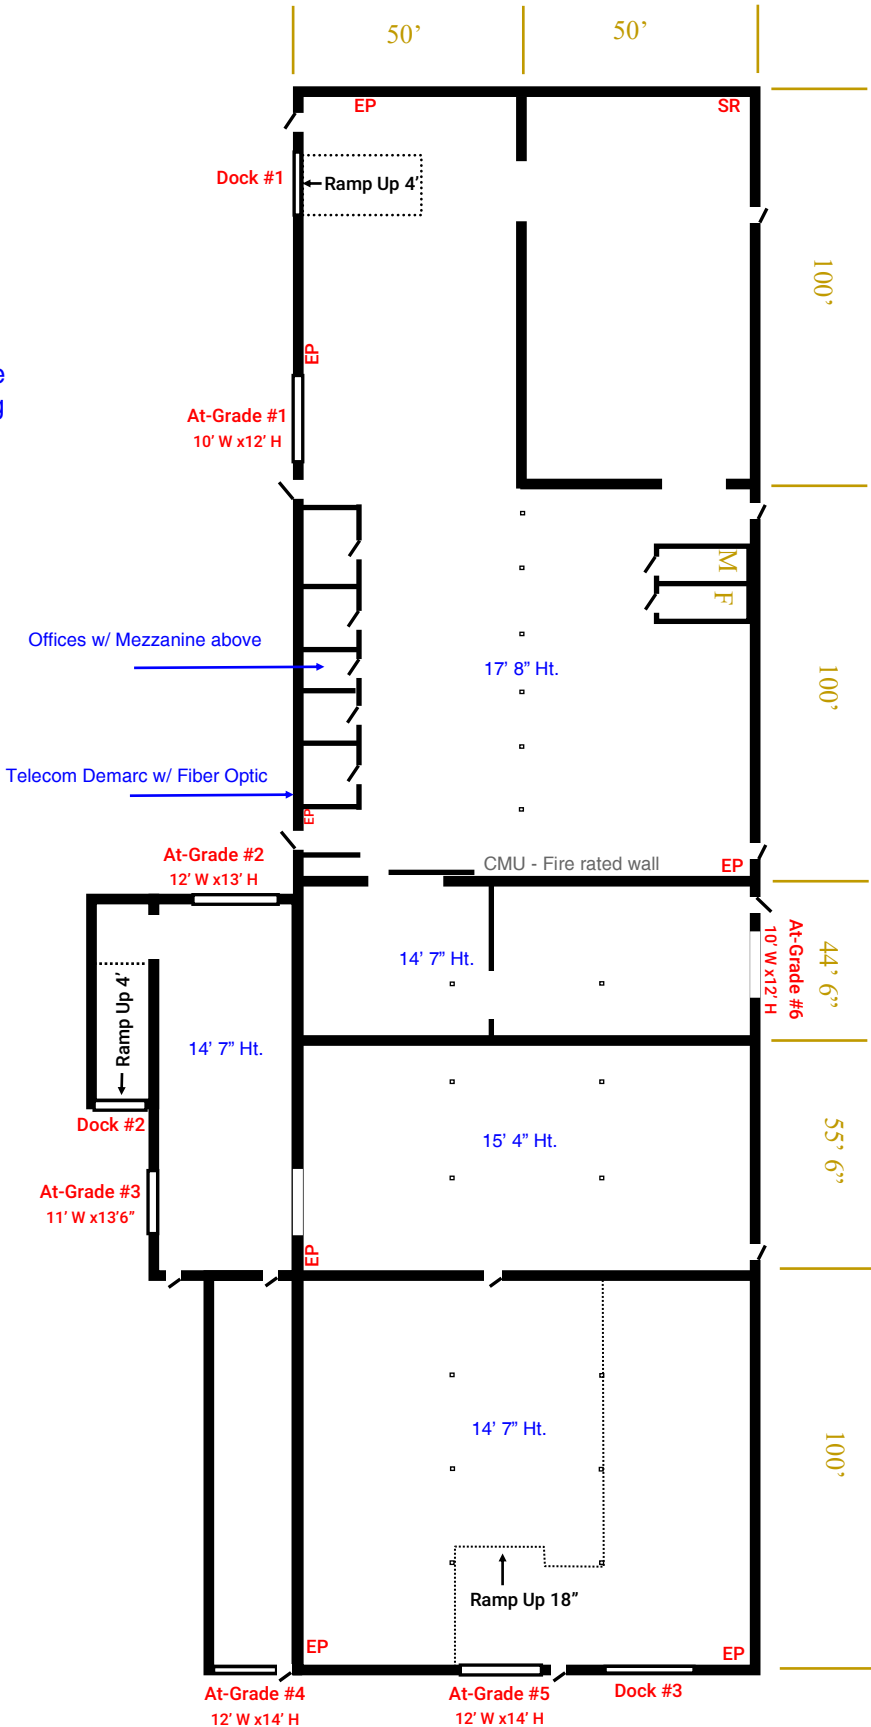 50’
50’
EP
SR
Dock #1
Ramp Up 4’
100’
EP
e
g
At-Grade #1
10’ W x12’ H
M
F
Offices w/ Mezzanine above
17’ 8” Ht.
100’
Telecom Demarc w/ Fiber Optic
EP
At-Grade #2
12’ W x13’ H
CMU - Fire rated wall
EP
14’ 7” Ht.
At-Grade #6
10’ W x12’ H
44’ 6”
Ramp Up 4’
14’ 7” Ht.
Dock #2
15’ 4” Ht.
55’ 6”
At-Grade #3
11’ W x13’6”
EP
14’ 7” Ht.
100’
Ramp Up 18”
EP
EP
At-Grade #4
12’ W x14’ H
At-Grade #5
12’ W x14’ H
Dock #3